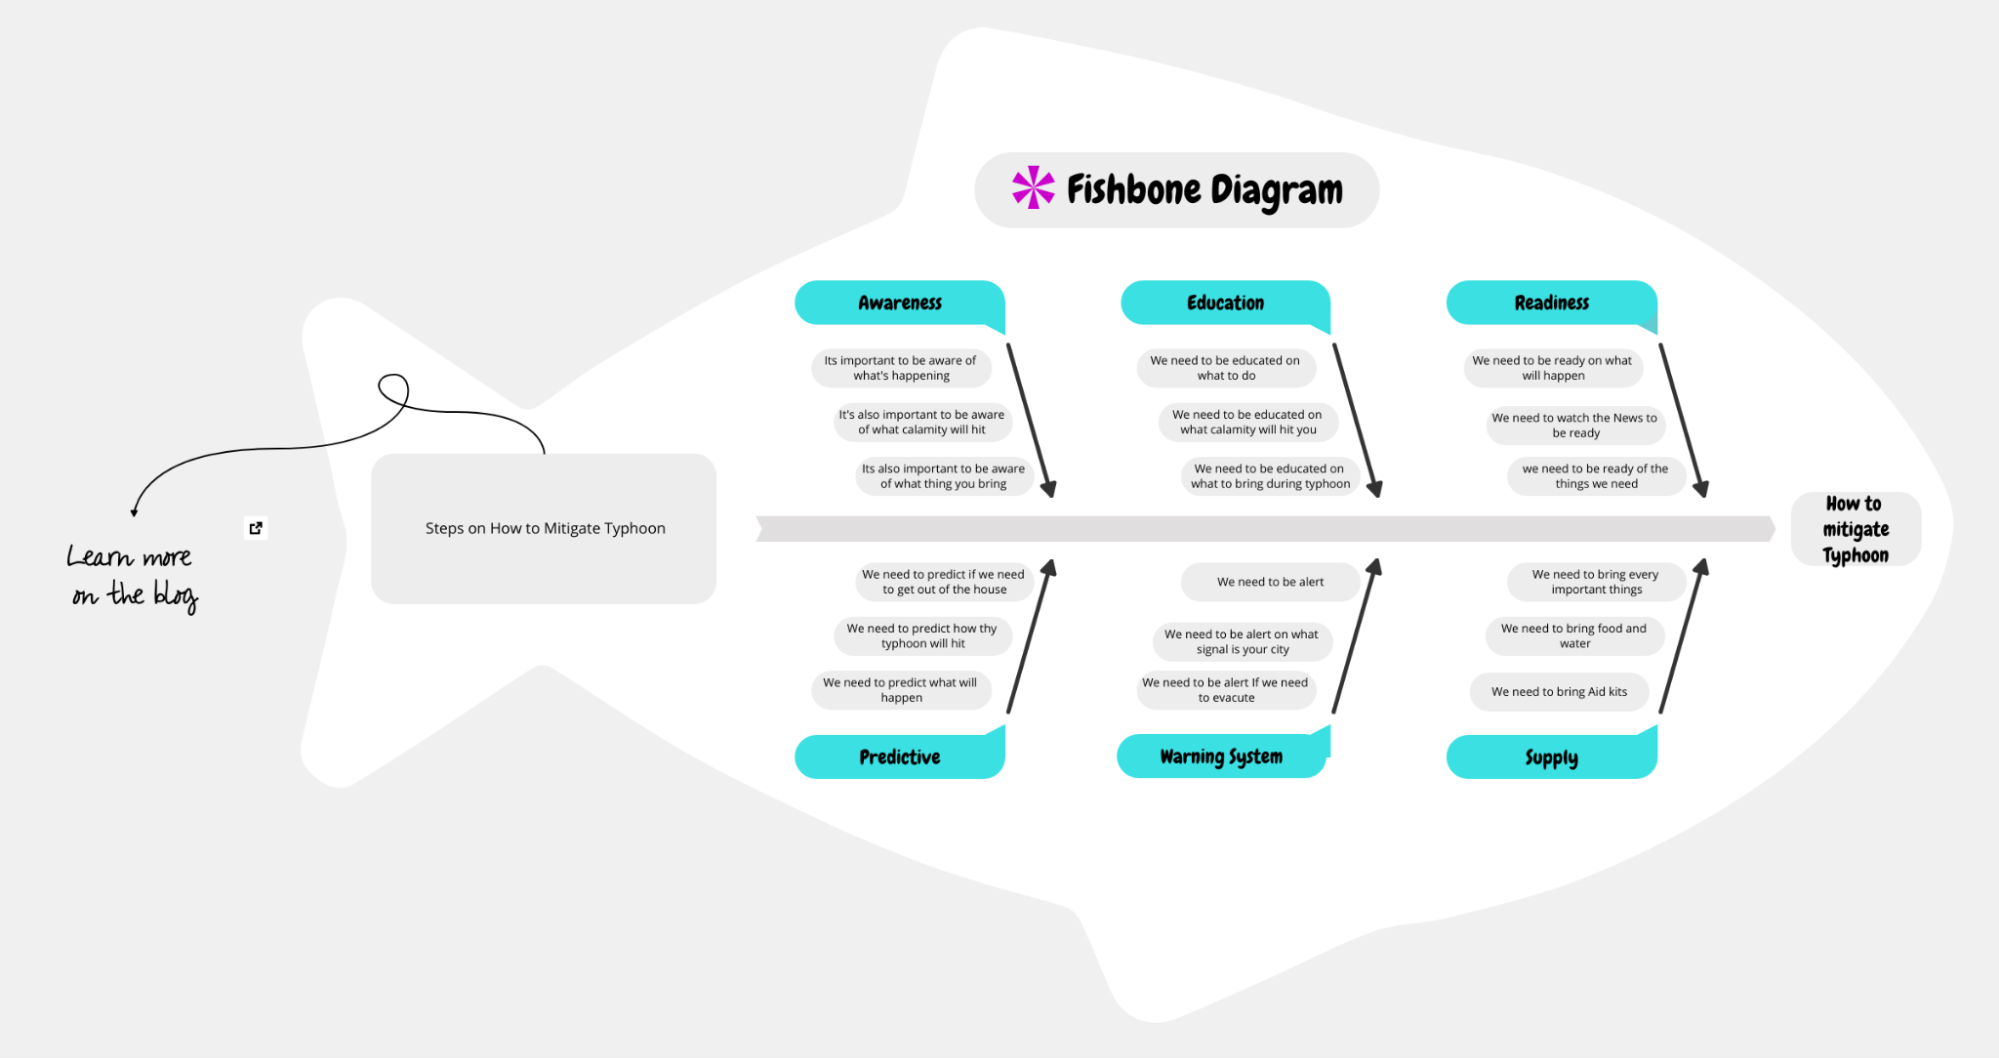 Fishbone Diagram
Awareness
Its important to be aware of
what's happening
It's also important to be aware
of what calamity will hit
Its also important to be aware
of what thing you bring
Education
We need to be educated on
what to do
We need to be educated on
what calamity will hit you
We need to be educated on
what to bring during typhoon
Readiness
We need to be ready on what
will happen
We need to watch the News to
be ready
we need to be ready of the
things we need
Learn more
on the blog
Steps on How to Mitigate Typhoon
How to
mitigate
Typhoon
We need to predict if we need
to get out of the house
We need to predict how thy
typhoon will hit
We need to predict what will
happen
Predictive
We need to be alert
We need to be alert on what
signal is your city
We need to be alert If we need
to evacute
Warning System
We need to bring every
important things
We need to bring food and
water
We need to bring Aid kits
Supply